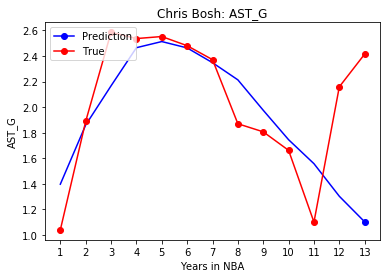 Chris Bosh: AST_G
Prediction
True
AST_G
2.6
2.4
2.2
2.0
1.8
1.6
1.4
1.2
1.0
1 2 3 4 5 6 7 8 9 10 11 12 13
Years in NBA